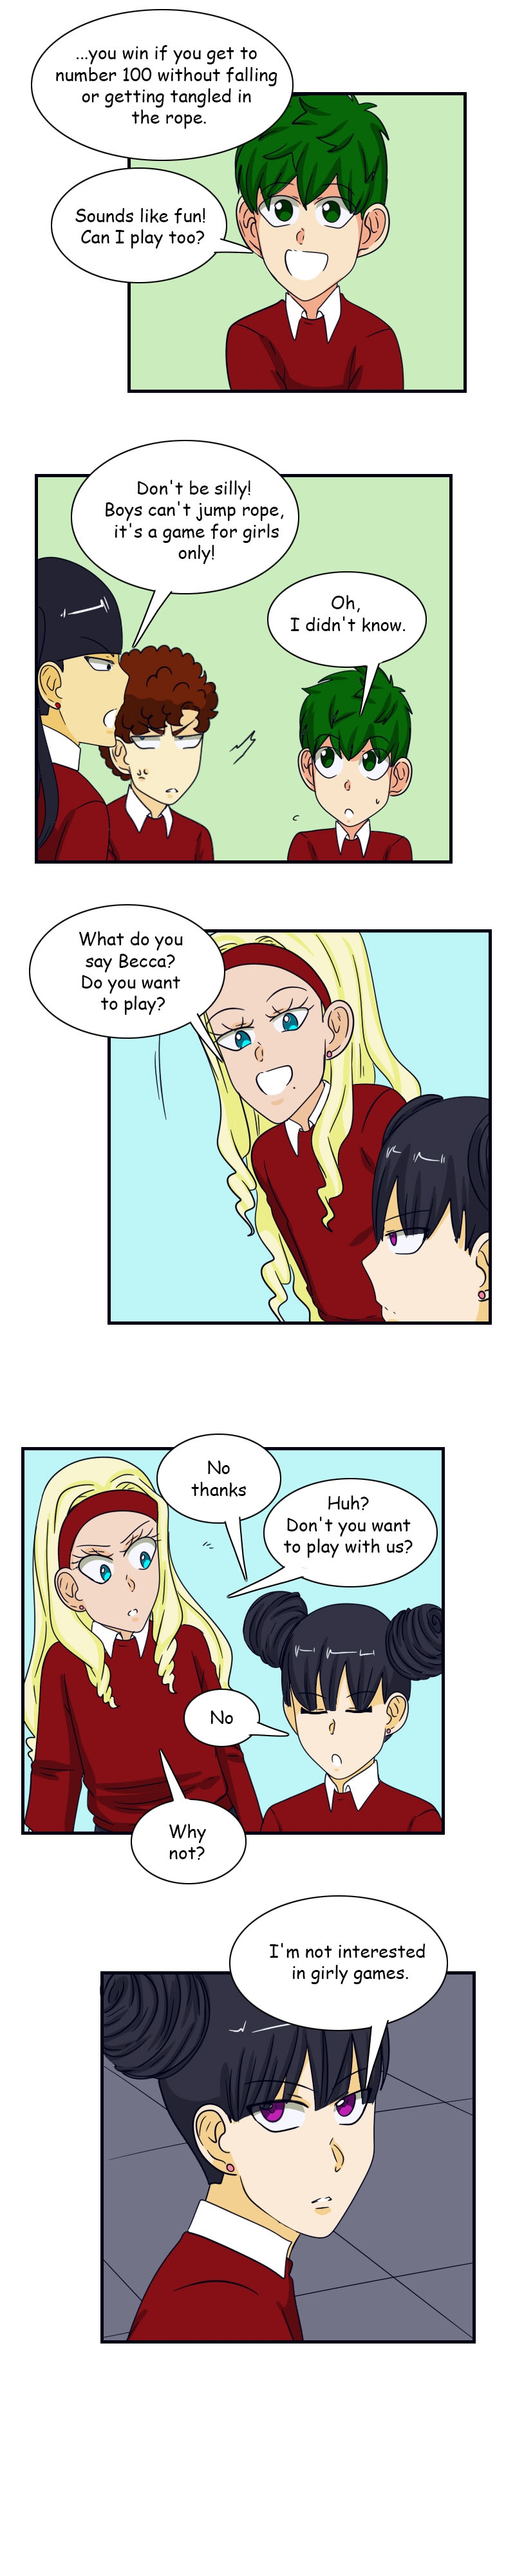 ...you win if you get to
number 100 without falling
or getting tangled in
the rope.
Sounds like fun!
Can I play too?
Don't be silly!
Boys can't jump rope,
it's a game for girls
only!
Oh,
I didn't know.
What do you
say Becca?
Do you want
to play?
No
thanks
Huh?
Don't you want
to play with us?
No
Why
not?
I'm not interested
in girly games.